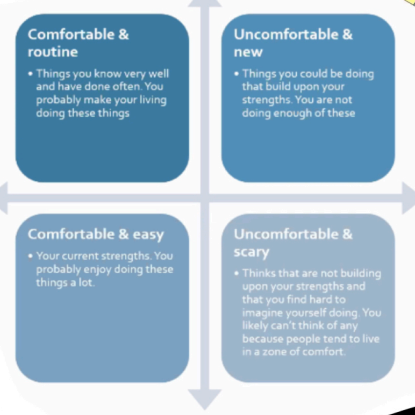 Comfortable &
routine
• Things you know very well
and have done often. You
probably make your living
doing these things
Uncomfortable &
new
• Things you could be doing
that build upon your
strengths. You are not
doing enough of these
Comfortable & easy
• Your current strengths. You
probably enjoy doing these
things a lot.
Uncomfortable &
scary
• Thinks that are not building
upon your strengths and
that you find hard to
imagine yourself doing. You
likely can't think of any
because people tend to live
in a zone of comfort.